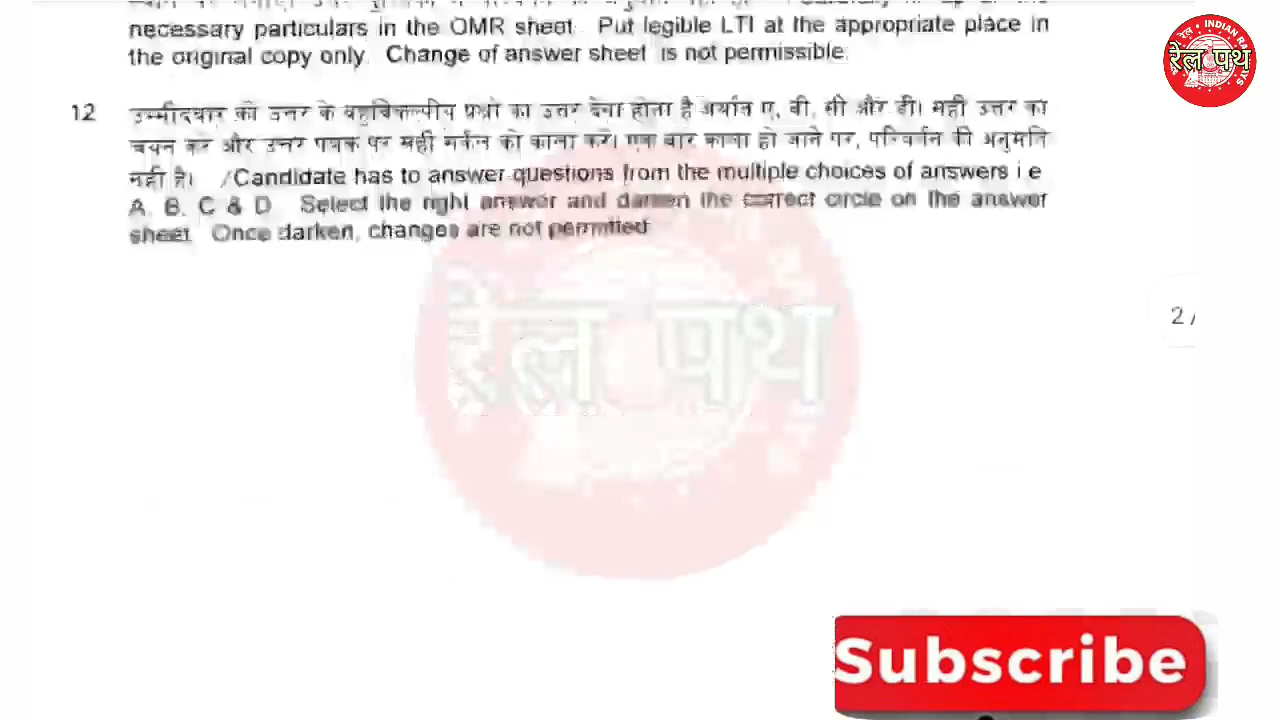 necessary particulars in the OMR sheet. Put legible LTI at the appropriate place in
the original copy only. Change of answer sheet is not permissible.
12 उम्मीदवार को उत्तर के बहुविकल्पीय प्रश्नों का उत्तर देना होता है अर्थात ए, बी, सी और डी। सही उत्तर का
चयन करें और उत्तर पत्रक पर सही सर्कल को काला करें। एक बार काला हो जाने पर, परिवर्तन की अनुमति
नहीं है। /Candidate has to answer questions from the multiple choices of answers i e
A, B, C & D. Select the right answer and darken the correct circle on the answer
sheet. Once darken, changes are not permitted
2 /
रेल पथ
INDIAN RAILWAYS
रेल पथ
Subscribe